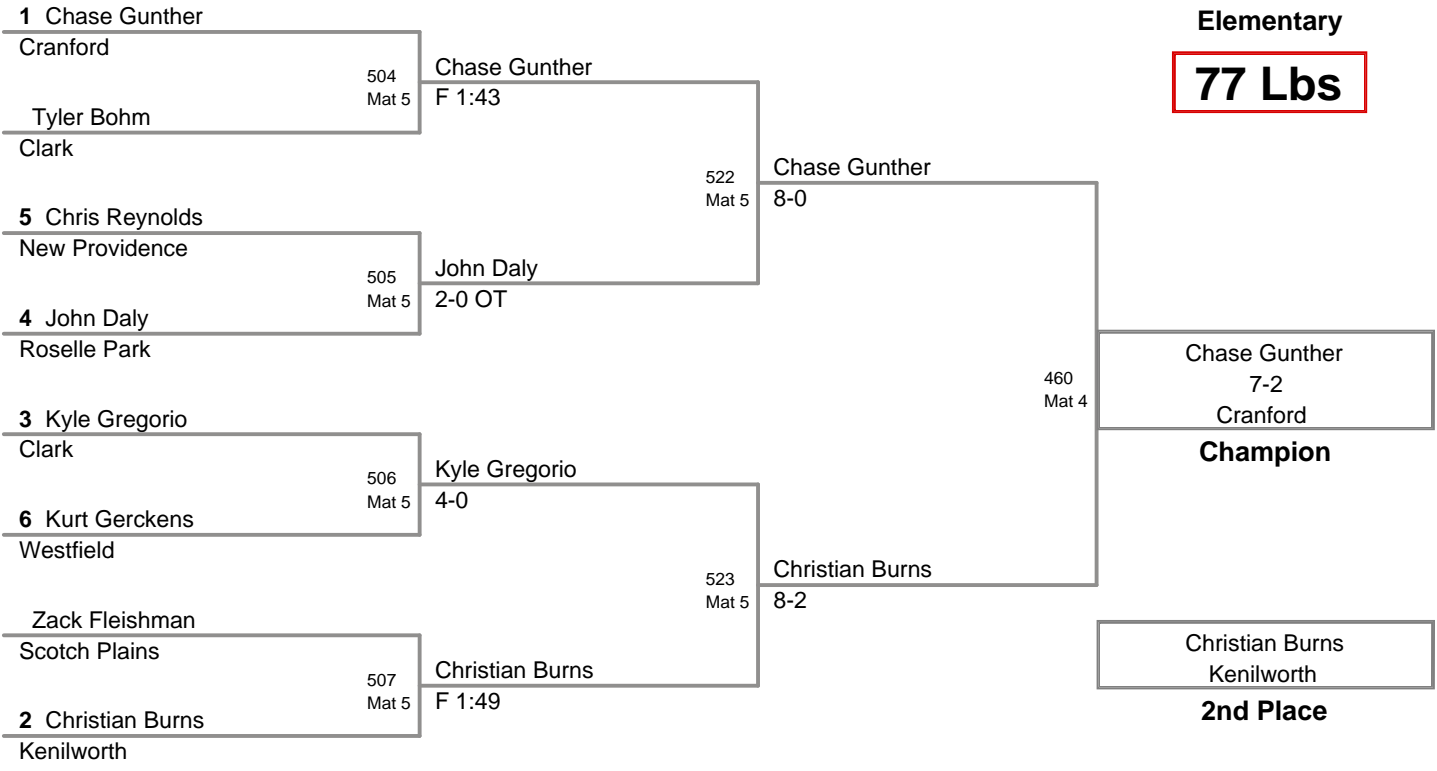 1 Chase Gunther
Cranford
504
Mat 5
Chase Gunther
F 1:43
Tyler Bohm
Clark
5 Chris Reynolds
New Providence
505
Mat 5
John Daly
2-0 OT
4 John Daly
Roselle Park
522
Mat 5
Chase Gunther
8-0
3 Kyle Gregorio
Clark
506
Mat 5
Kyle Gregorio
4-0
6 Kurt Gerckens
Westfield
Zack Fleishman
Scotch Plains
507
Mat 5
Christian Burns
F 1:49
2 Christian Burns
Kenilworth
523
Mat 5
Christian Burns
8-2
460
Mat 4
Elementary
77 Lbs
Chase Gunther
7-2
Cranford
Champion
Christian Burns
Kenilworth
2nd Place